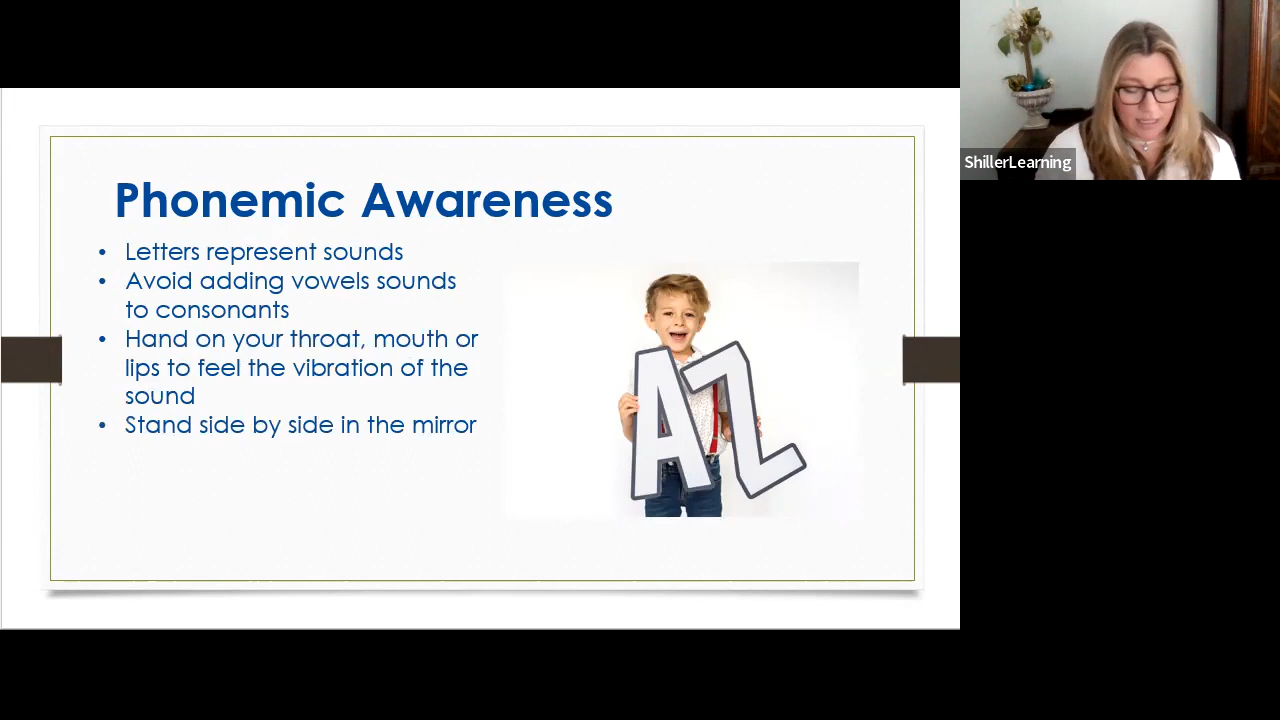 Phonemic Awareness
• Letters represent sounds
• Avoid adding vowels sounds
to consonants
• Hand on your throat, mouth or
lips to feel the vibration of the
sound
• Stand side by side in the mirror
AZ
ShillerLearning